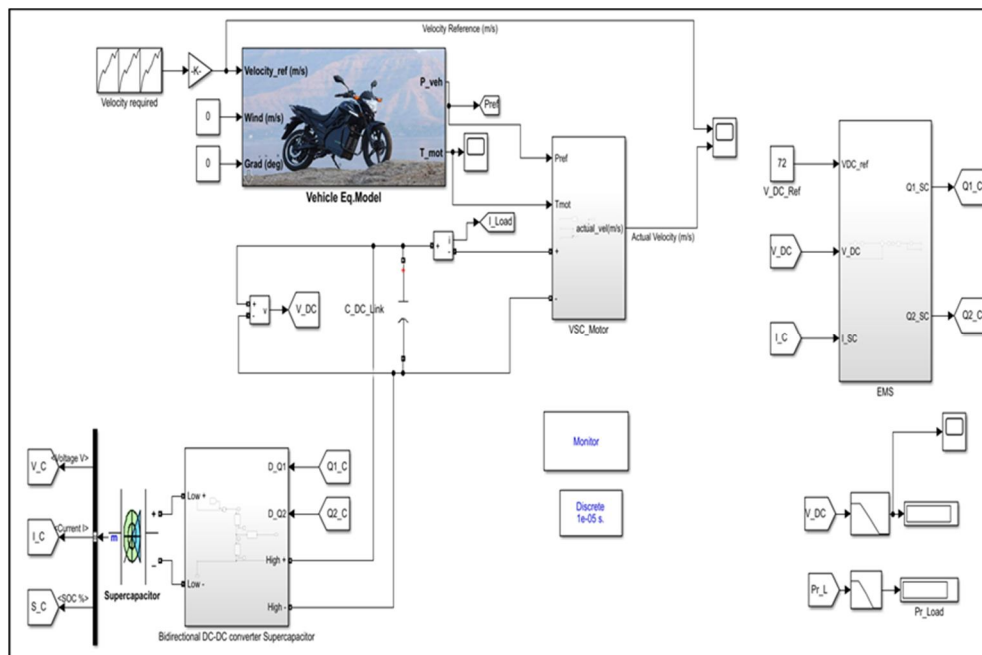 Velocity Reference (m/s)
Velocity required
-K-
Velocity_ref (m/s)
P_veh
Pref
0
Wind (m/s)
T_mot
0
Grad (deg)
Vehicle Eq.Model
Pref
Tmot
actual_vel(m/s)
Actual Velocity (m/s)
+
-
VSC_Motor
I_Load
+
i
-
+
-
v
V_DC
C_DC_Link
+
72
V_DC_Ref
VDC_ref
Q1_SC
Q1_C
V_DC
V_DC
Q2_SC
Q2_C
I_C
I_SC
EMS
Monitor
Discrete
1e-05 s.
V_C
<Voltage V>
I_C
<Current I>
m
S_C
<SOC %>
+
-
Supercapacitor
Low +
Low -
D_Q1
Q1_C
D_Q2
Q2_C
High +
High -
Bidirectional DC-DC converter Supercapacitor
V_DC
Pr_L
Pr_Load